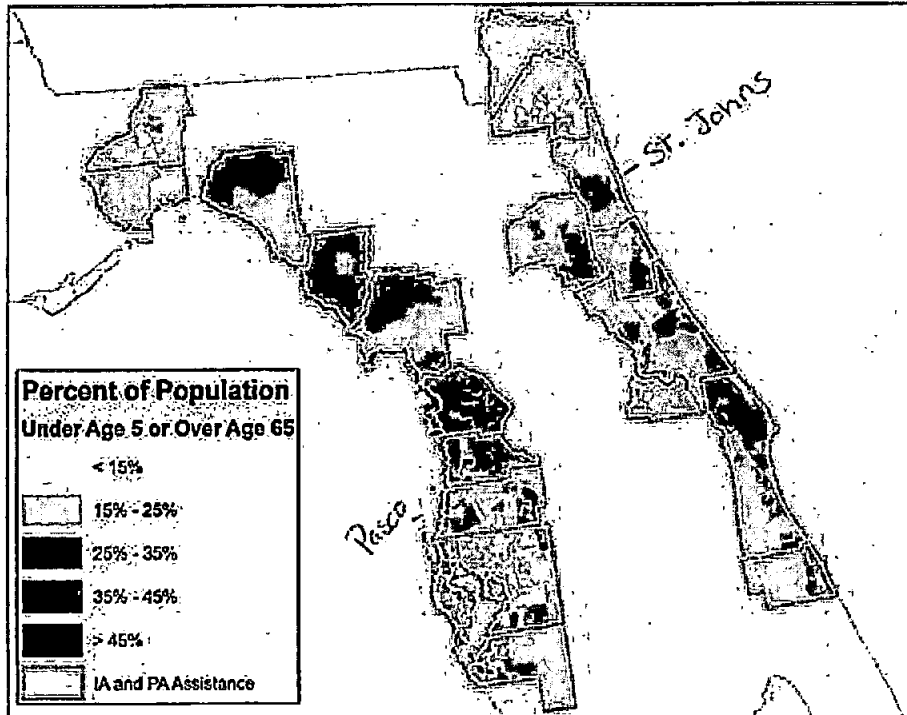 St. Johns
Percent of Population
Under Age 5 or Over Age 65
< 15%
15% - 25%
25% - 35%
35% - 45%
> 45%
IA and PA Assistance
Pasco